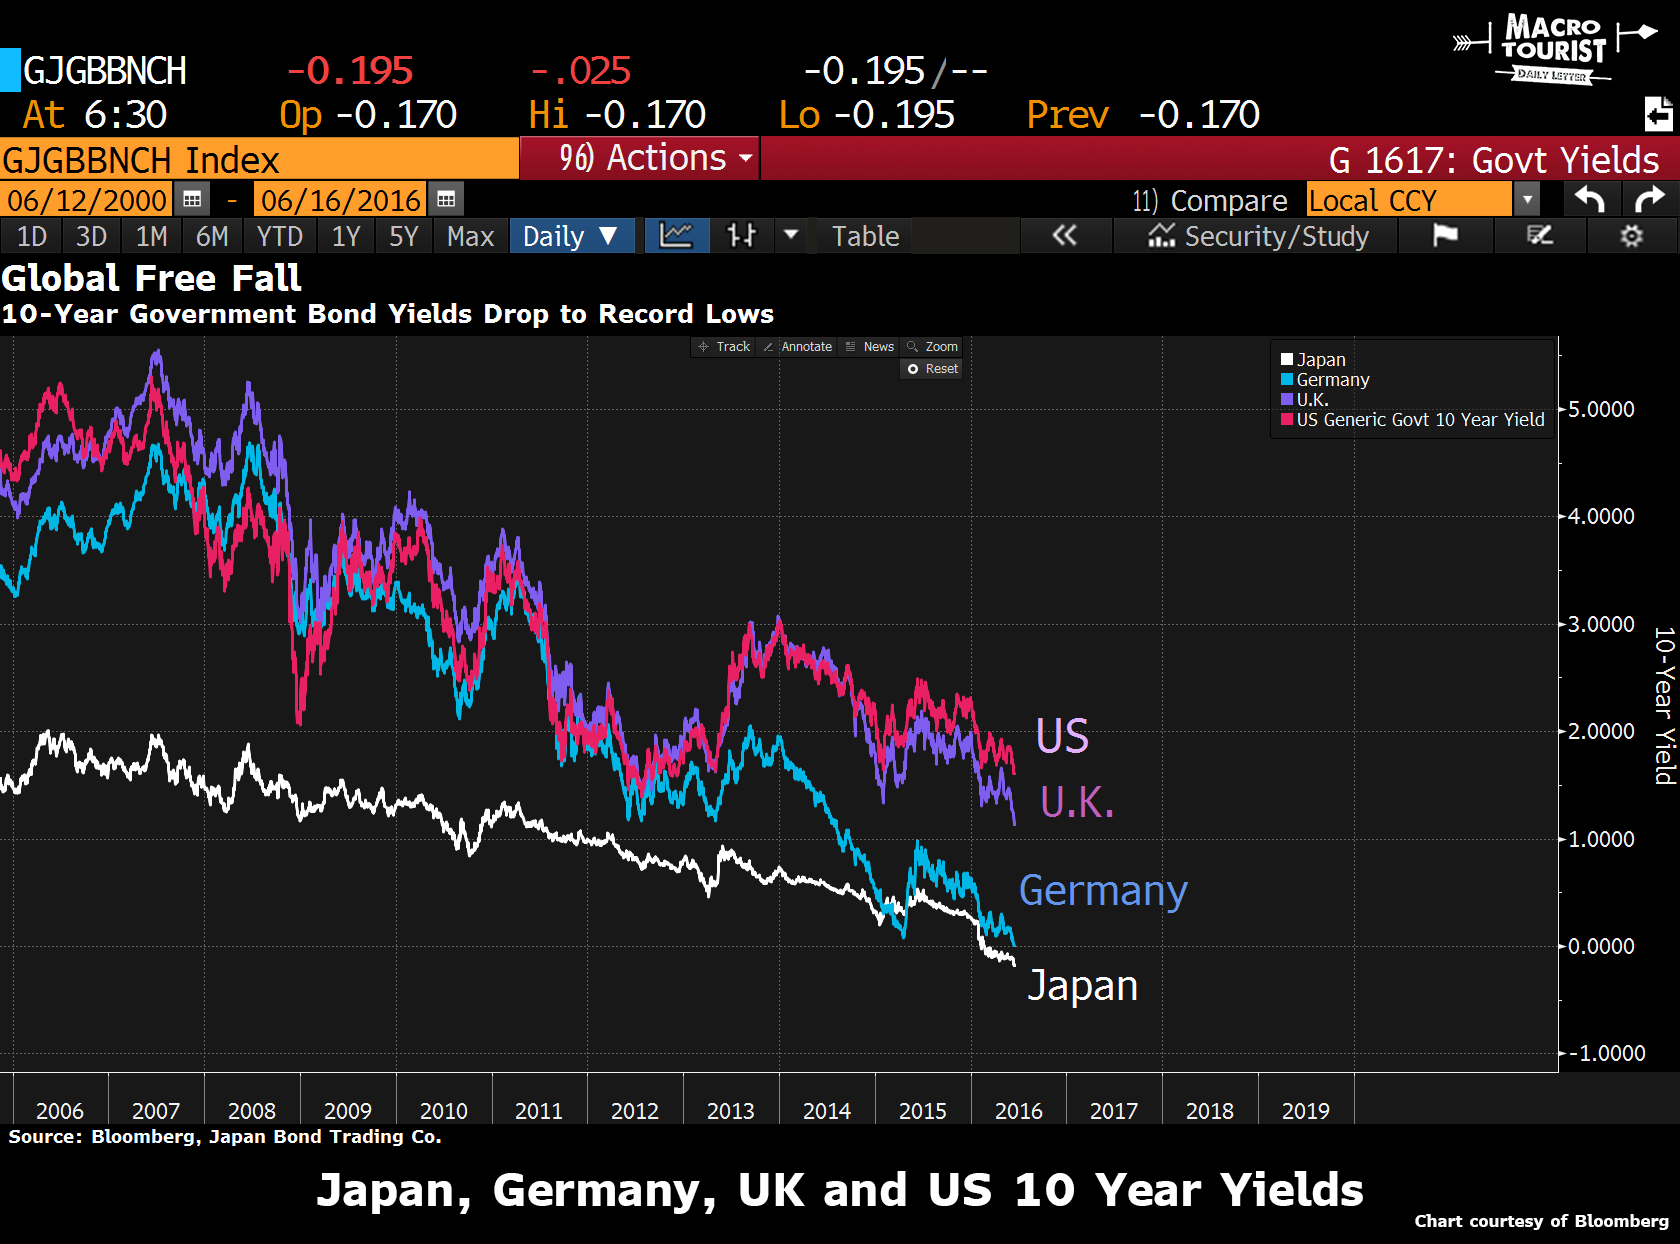 MACRO
TOURIST
DAILY LETTER
GJGBBNCH -0.195 -.025 -0.195/--
At 6:30 Op -0.170 Hi -0.170 Lo -0.195 Prev -0.170
GJGBBNCH Index 96) Actions G 1617: Govt Yields
06/12/2000 - 06/16/2016 11) Compare Local CCY
1D 3D 1M 6M YTD 1Y 5Y Max Daily ▼ Table « Security/Study
Global Free Fall
10-Year Government Bond Yields Drop to Record Lows
Track Annotate News Zoom
Reset
Japan
Germany
U.K.
US Generic Govt 10 Year Yield
5.0000
4.0000
3.0000
2.0000
1.0000
0.0000
-1.0000
10-Year Yield
US
U.K.
Germany
Japan
2006 2007 2008 2009 2010 2011 2012 2013 2014 2015 2016 2017 2018 2019
Source: Bloomberg, Japan Bond Trading Co.
Japan, Germany, UK and US 10 Year Yields
Chart courtesy of Bloomberg